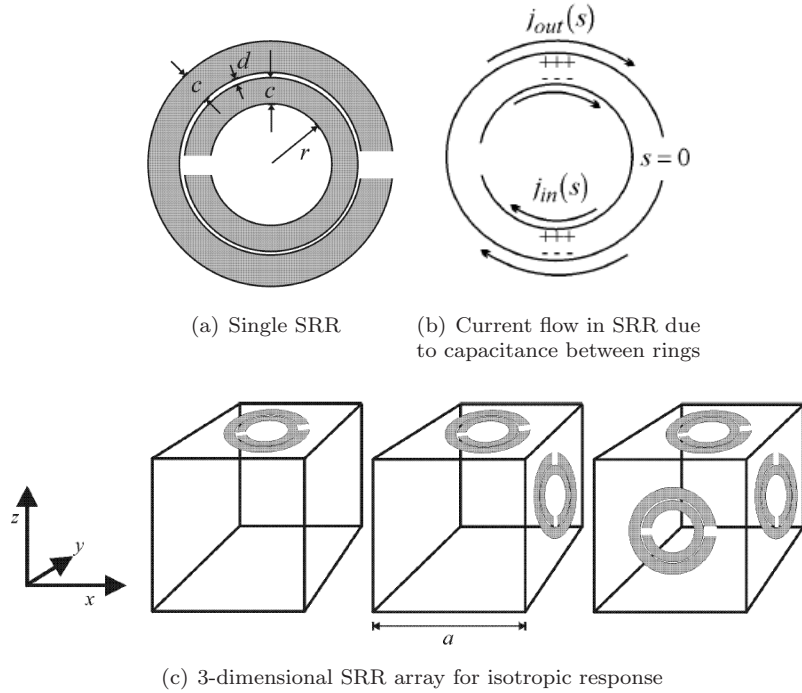 d
c
c
r
(a) Single SRR
j_out(s)
+++
---
s=0
j_in(s)
+++
---
(b) Current flow in SRR due
to capacitance between rings
z
y
x
a
(c) 3-dimensional SRR array for isotropic response